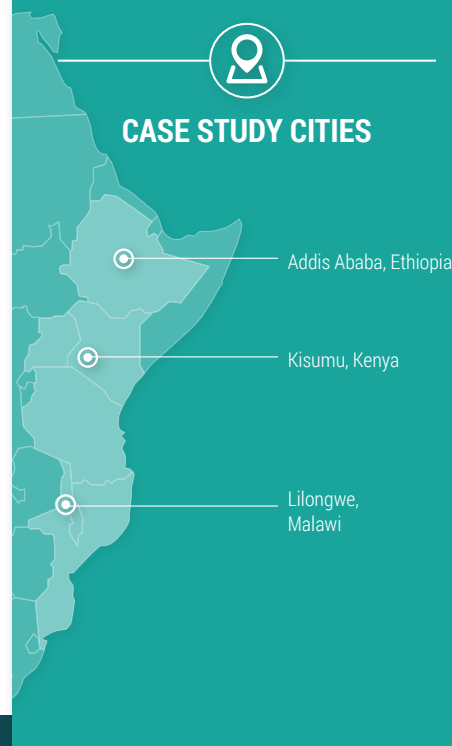 CASE STUDY CITIES
Addis Ababa, Ethiopia
Kisumu, Kenya
Lilongwe,
Malawi